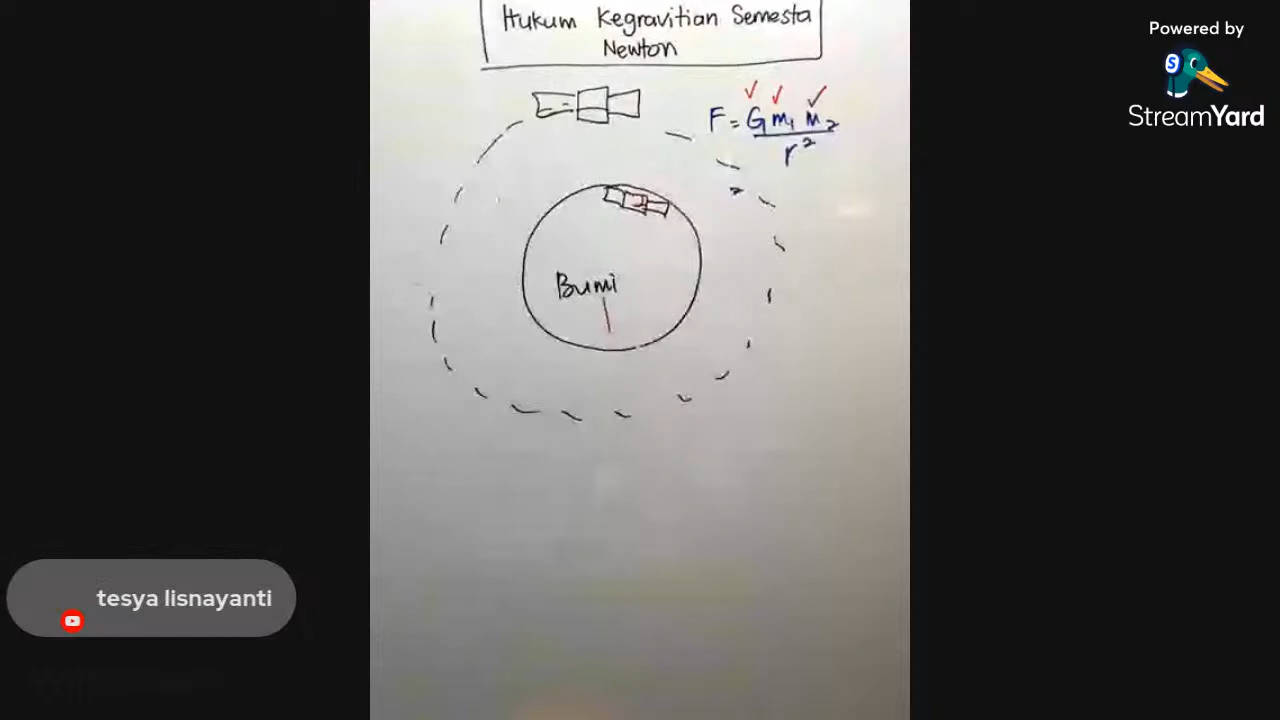 Hukum Kegravitian Semesta
Newton
F = G m₁ m₂
r²
Bumi
Powered by
S
StreamYard
tesya lisnayanti